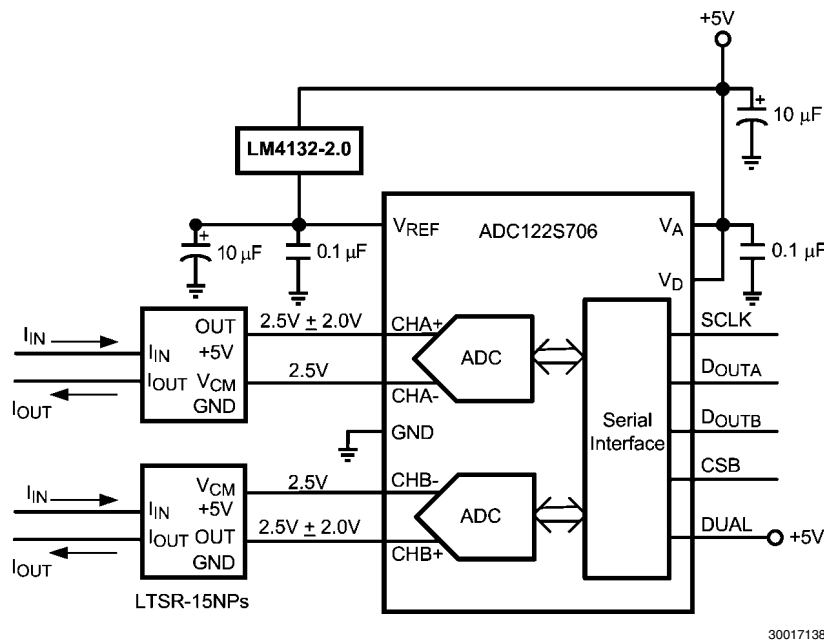 +5V
10 µF
LM4132-2.0
VREF
ADC122S706
VA
10 µF
0.1 µF
0.1 µF
VD
IIN
IIN
OUT
+5V
2.5V ± 2.0V
CHA+
ADC
SCLK
IOUT
IOUT
VCM
GND
2.5V
CHA-
DOUTA
GND
Serial
Interface
DOUTB
IIN
IIN
VCM
+5V
2.5V
CHB-
ADC
CSB
IOUT
IOUT
OUT
GND
2.5V ± 2.0V
CHB+
DUAL
+5V
LTSR-15NPs
30017138